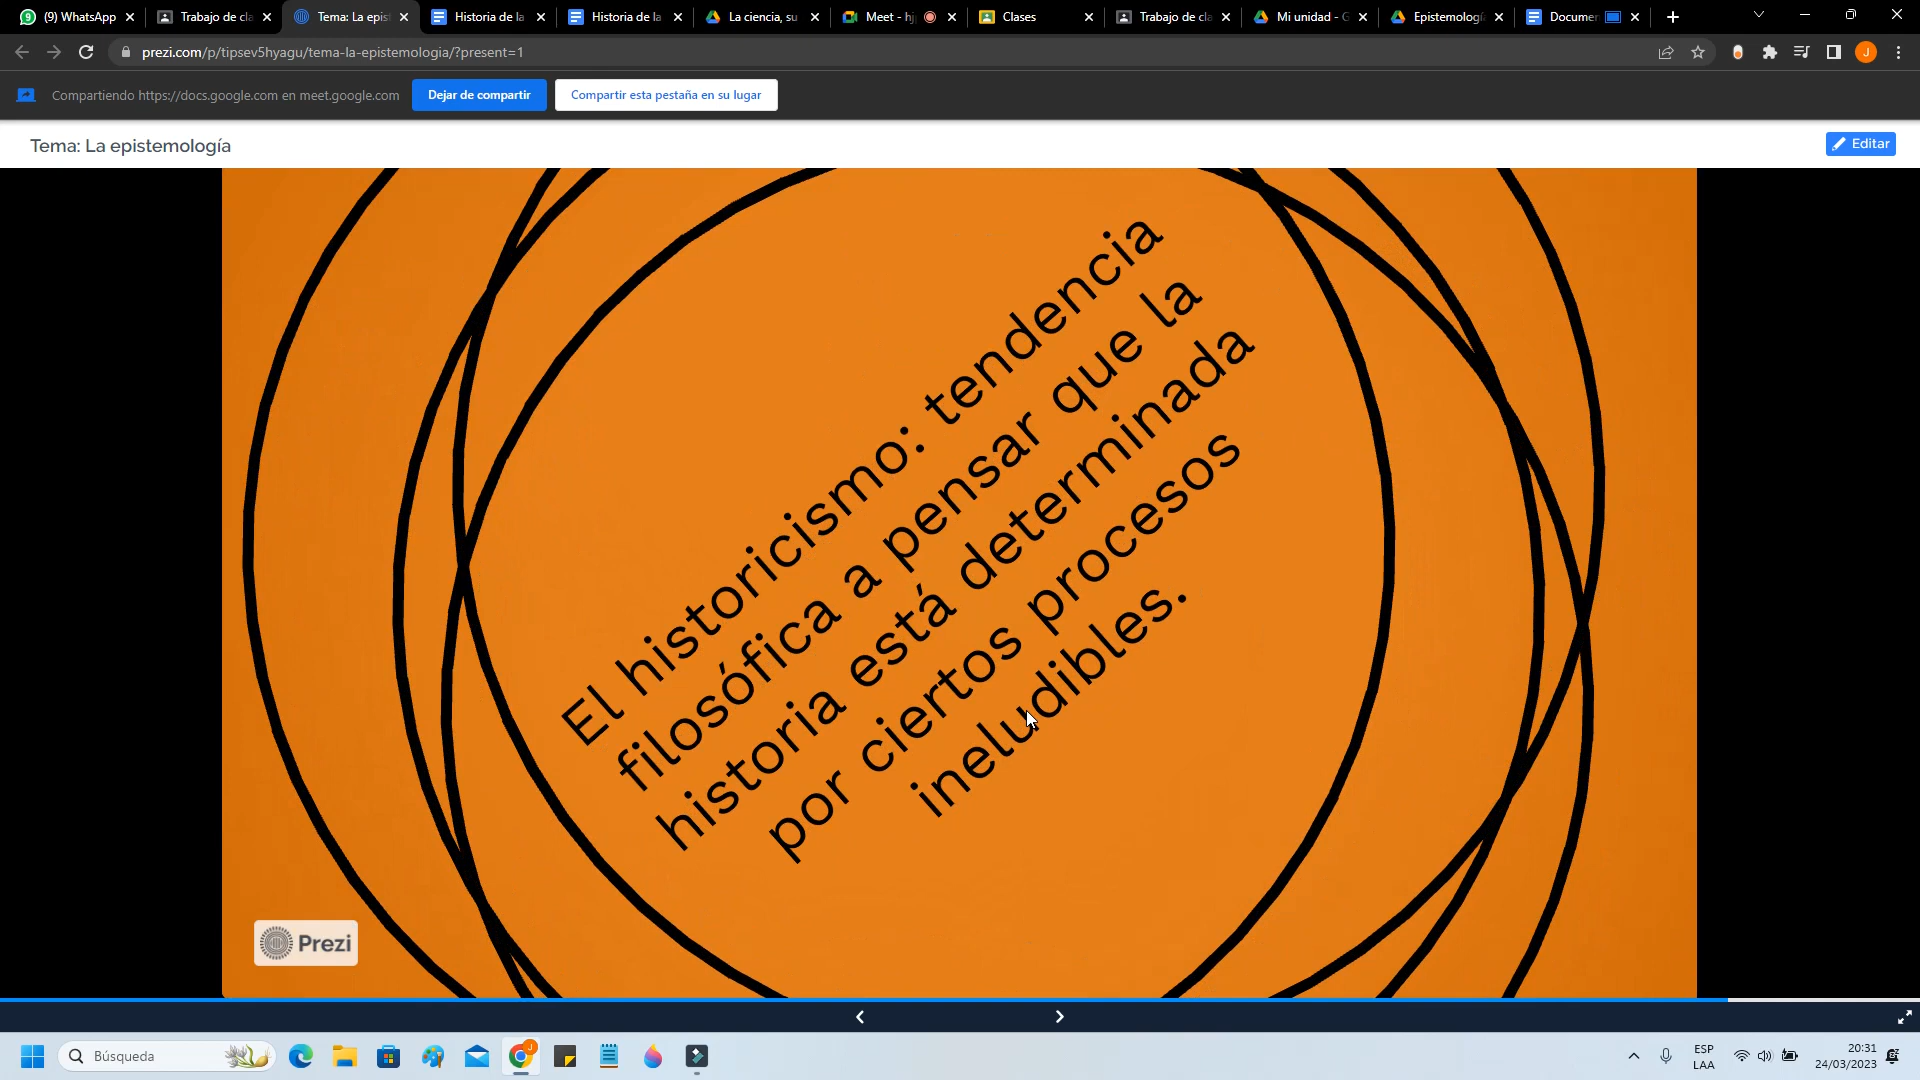 (9) WhatsApp
Trabajo de cla
Tema: La epist
Historia de la
Historia de la
La ciencia, su
Meet - hj
Clases
Trabajo de cla
Mi unidad - G
Epistemologí
Documen
prezi.com/p/tipsev5hyagu/tema-la-epistemologia/?present=1
J
Compartiendo https://docs.google.com en meet.google.com
Dejar de compartir
Compartir esta pestaña en su lugar
Tema: La epistemología
Editar
El historicismo: tendencia
filosófica a pensar que la
historia está determinada
por ciertos procesos
ineludibles.
Prezi
Búsqueda
J
ESP
LAA
20:31
24/03/2023